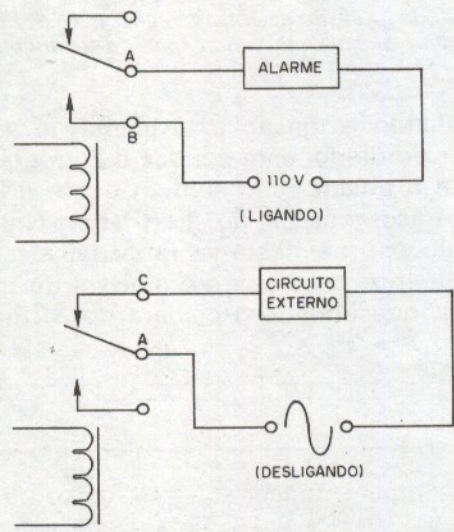 A
ALARME
B
110 V
(LIGANDO)
C
CIRCUITO
EXTERNO
A
(DESLIGANDO)